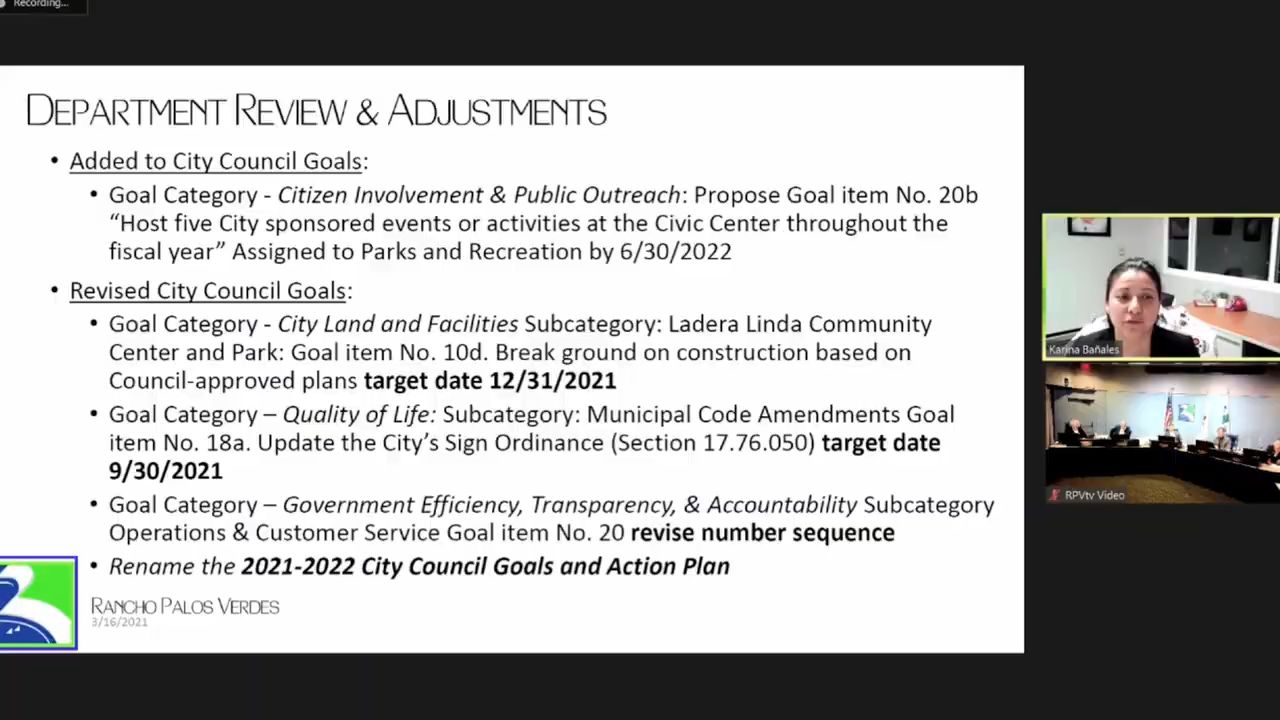 Recording...
DEPARTMENT REVIEW & ADJUSTMENTS
• Added to City Council Goals:
• Goal Category - Citizen Involvement & Public Outreach: Propose Goal item No. 20b
“Host five City sponsored events or activities at the Civic Center throughout the
fiscal year” Assigned to Parks and Recreation by 6/30/2022
• Revised City Council Goals:
• Goal Category - City Land and Facilities Subcategory: Ladera Linda Community
Center and Park: Goal item No. 10d. Break ground on construction based on
Council-approved plans target date 12/31/2021
• Goal Category – Quality of Life: Subcategory: Municipal Code Amendments Goal
item No. 18a. Update the City’s Sign Ordinance (Section 17.76.050) target date
9/30/2021
• Goal Category – Government Efficiency, Transparency, & Accountability Subcategory
Operations & Customer Service Goal item No. 20 revise number sequence
• Rename the 2021-2022 City Council Goals and Action Plan
RANCHO PALOS VERDES
3/16/2021
Karina Bañales
RPVtv Video